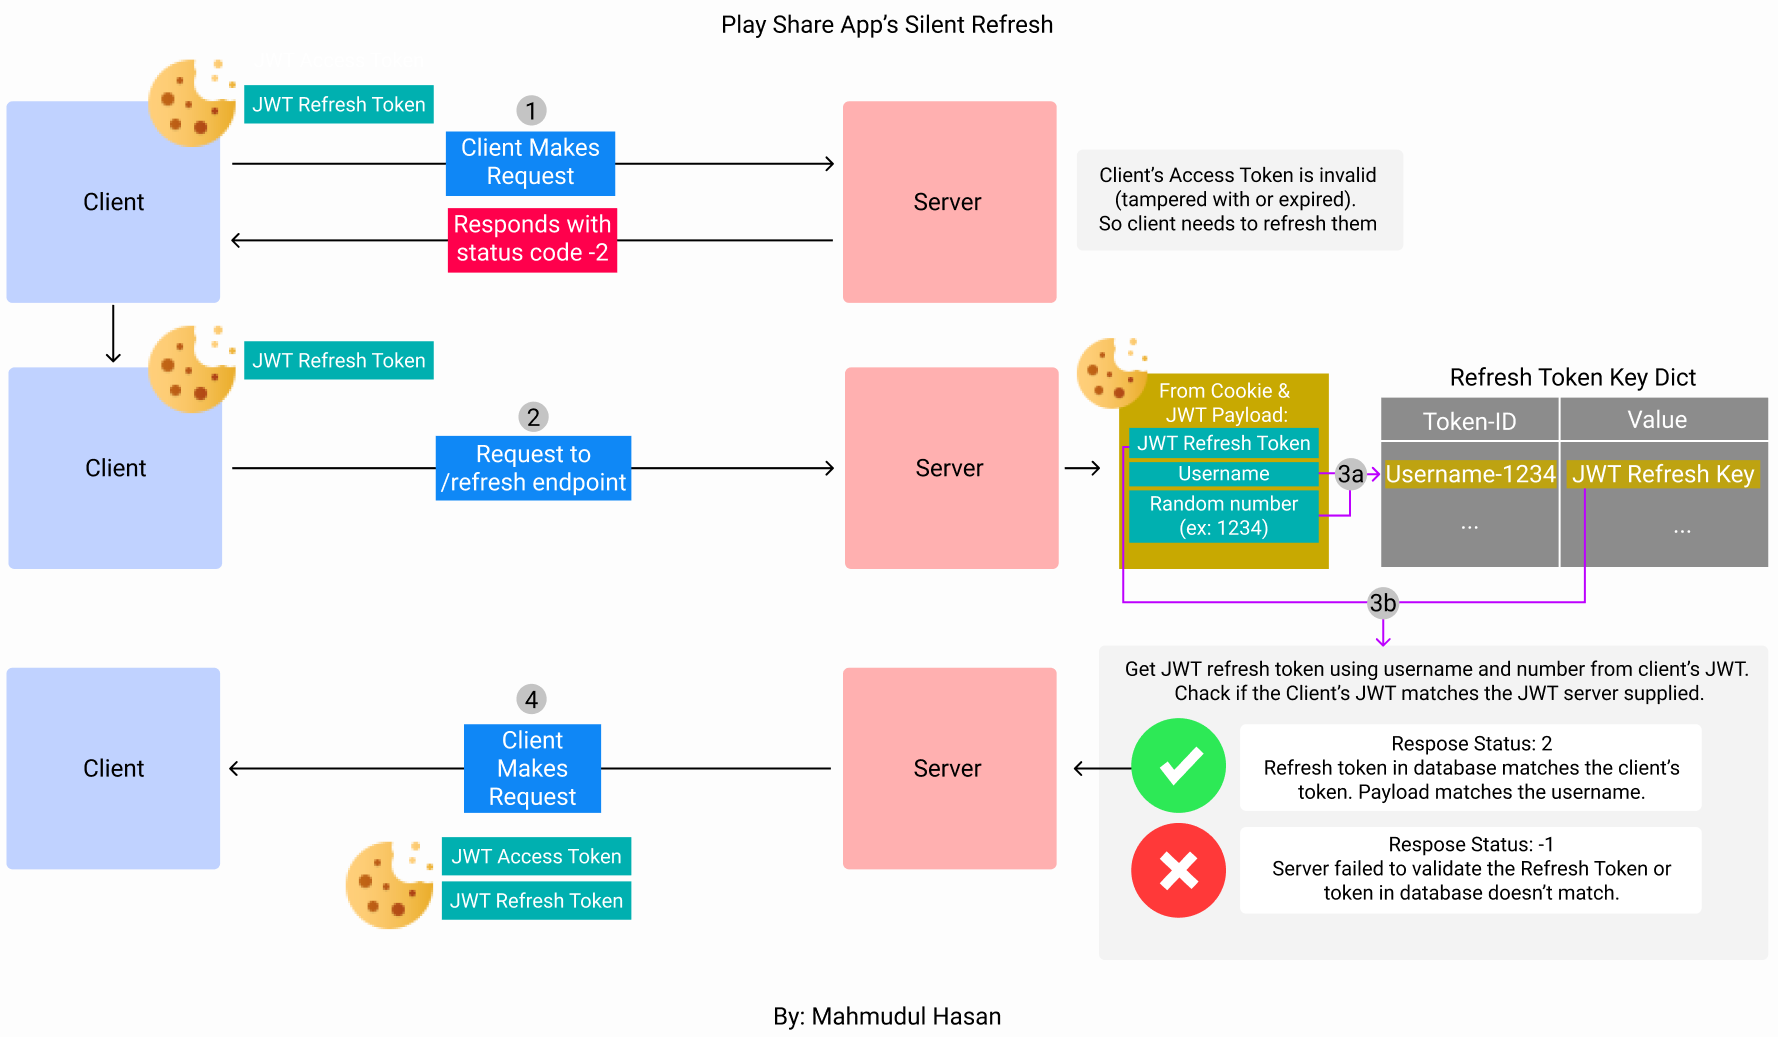 Play Share App's Silent Refresh
JWT Refresh Token
1
Client Makes
Request
Client
Server
Responds with
status code -2
Client's Access Token is invalid
(tampered with or expired).
So client needs to refresh them
JWT Refresh Token
2
Request to
/refresh endpoint
Client
Server
From Cookie &
JWT Payload:
JWT Refresh Token
Username
Random number
(ex: 1234)
3a
Refresh Token Key Dict
Token-ID
Value
Username-1234
JWT Refresh Key
...
...
3b
Get JWT refresh token using username and number from client's JWT.
Chack if the Client's JWT matches the JWT server supplied.
Respose Status: 2
Refresh token in database matches the client's
token. Payload matches the username.
Respose Status: -1
Server failed to validate the Refresh Token or
token in database doesn't match.
4
Client
Makes
Request
Client
Server
JWT Access Token
JWT Refresh Token
By: Mahmudul Hasan